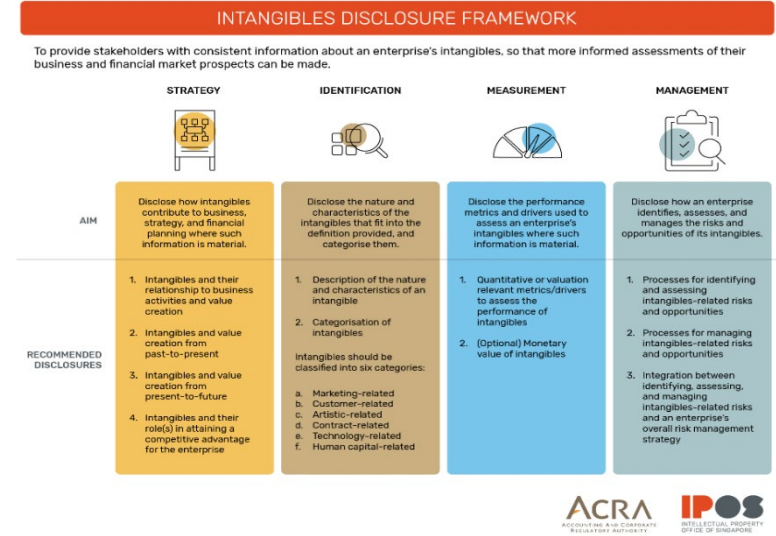 INTANGIBLES DISCLOSURE FRAMEWORK
To provide stakeholders with consistent information about an enterprise's intangibles, so that more informed assessments of their
business and financial market prospects can be made.
STRATEGY
IDENTIFICATION
MEASUREMENT
MANAGEMENT
AIM
Disclose how intangibles
contribute to business,
strategy, and financial
planning where such
information is material.
Disclose the nature and
characteristics of the
intangibles that fit into the
definition provided, and
categorise them.
Disclose the performance
metrics and drivers used to
assess an enterprise's
intangibles where such
information is material.
Disclose how an enterprise
identifies, assesses, and
manages the risks and
opportunities of its intangibles.
RECOMMENDED
DISCLOSURES
1. Intangibles and their
relationship to business
activities and value
creation
2. Intangibles and value
creation from
past-to-present
3. Intangibles and value
creation from
present-to-future
4. Intangibles and their
role(s) in attaining a
competitive advantage
for the enterprise
1. Description of the nature
and characteristics of an
intangible
2. Categorisation of
intangibles
Intangibles should be
classified into six categories:
a. Marketing-related
b. Customer-related
c. Artistic-related
d. Contract-related
e. Technology-related
f. Human capital-related
1. Quantitative or valuation
relevant metrics/drivers
to assess the
performance of
intangibles
2. (Optional) Monetary
value of intangibles
1. Processes for identifying
and assessing
intangibles-related risks
and opportunities
2. Processes for managing
intangibles-related risks
and opportunities
3. Integration between
identifying, assessing,
and managing
intangibles-related risks
and an enterprise's
overall risk management
strategy
ACRA
ACCOUNTING AND CORPORATE
REGULATORY AUTHORITY
IPOS
INTELLECTUAL PROPERTY
OFFICE OF SINGAPORE